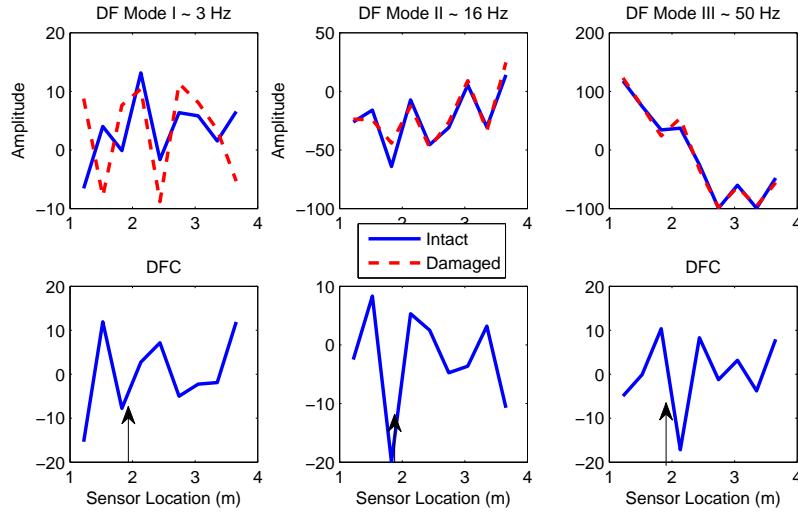 DF Mode I ~ 3 Hz
DF Mode II ~ 16 Hz
DF Mode III ~ 50 Hz
Amplitude
20
10
0
−10
1 2 3 4
Amplitude
50
0
−50
−100
1 2 3 4
200
100
0
−100
1 2 3 4
Intact
Damaged
DFC
DFC
20
10
0
−10
−20
1 2 3 4
Sensor Location (m)
10
0
−10
−20
1 2 3 4
Sensor Location (m)
20
10
0
−10
−20
1 2 3 4
Sensor Location (m)